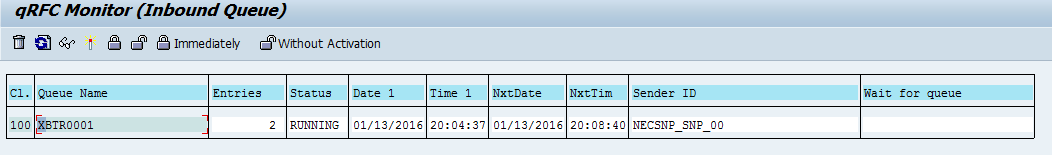 qRFC Monitor (Inbound Queue)
Immediately Without Activation
Cl. Queue Name Entries Status Date 1 Time 1 NxtDate NxtTim Sender ID Wait for queue
100 XBTR0001 2 RUNNING 01/13/2016 20:04:37 01/13/2016 20:08:40 NECSNP_SNP_00